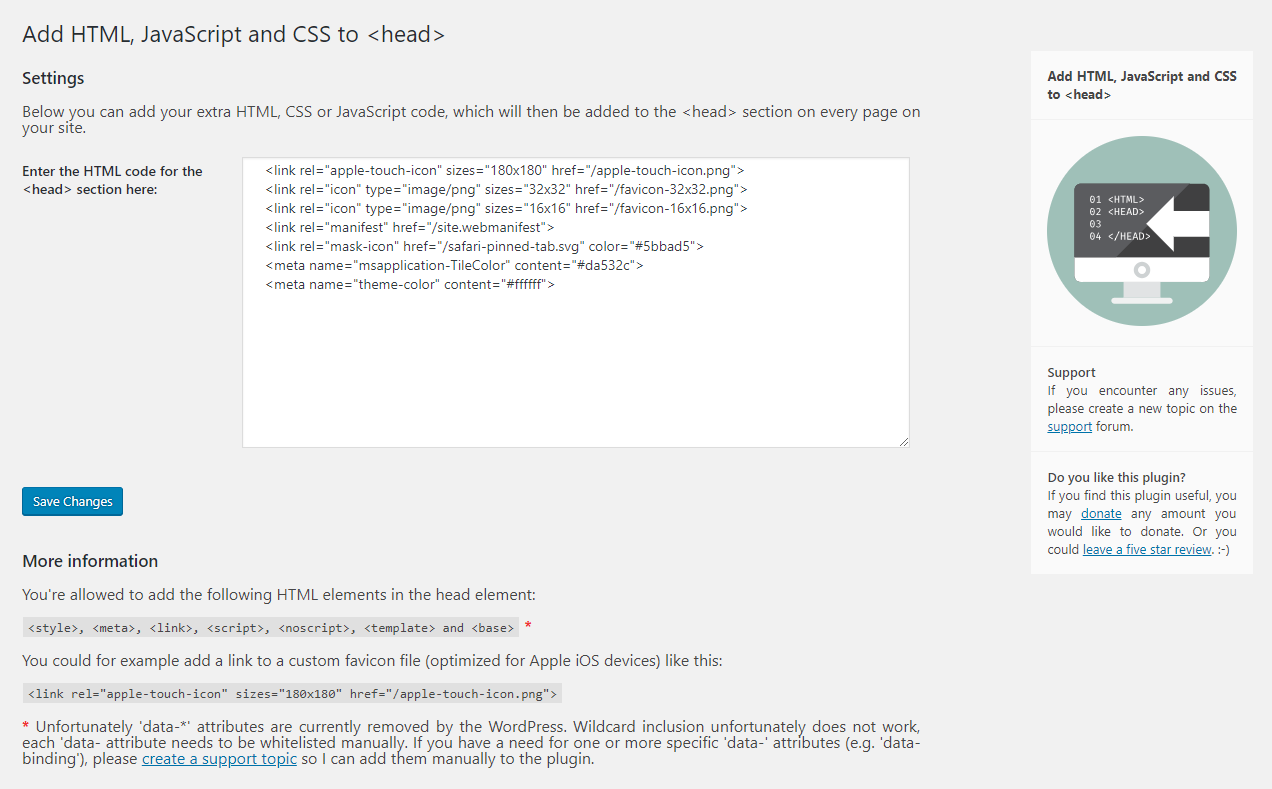 Add HTML, JavaScript and CSS to <head>
Settings
Below you can add your extra HTML, CSS or JavaScript code, which will then be added to the <head> section on every page on
your site.
Enter the HTML code for the
<head> section here:
<link rel="apple-touch-icon" sizes="180x180" href="/apple-touch-icon.png">
<link rel="icon" type="image/png" sizes="32x32" href="/favicon-32x32.png">
<link rel="icon" type="image/png" sizes="16x16" href="/favicon-16x16.png">
<link rel="manifest" href="/site.webmanifest">
<link rel="mask-icon" href="/safari-pinned-tab.svg" color="#5bbad5">
<meta name="msapplication-TileColor" content="#da532c">
<meta name="theme-color" content="#ffffff">
Save Changes
More information
You're allowed to add the following HTML elements in the head element:
<style>, <meta>, <link>, <script>, <noscript>, <template> and <base> *
You could for example add a link to a custom favicon file (optimized for Apple iOS devices) like this:
<link rel="apple-touch-icon" sizes="180x180" href="/apple-touch-icon.png">
* Unfortunately 'data-*' attributes are currently removed by the WordPress. Wildcard inclusion unfortunately does not work,
each 'data- attribute needs to be whitelisted manually. If you have a need for one or more specific 'data-' attributes (e.g. 'data-
binding'), please create a support topic so I can add them manually to the plugin.
Add HTML, JavaScript and CSS
to <head>
01 <HTML>
02 <HEAD>
03
04 </HEAD>
Support
If you encounter any issues,
please create a new topic on the
support forum.
Do you like this plugin?
If you find this plugin useful, you
may donate any amount you
would like to donate. Or you
could leave a five star review. :-)